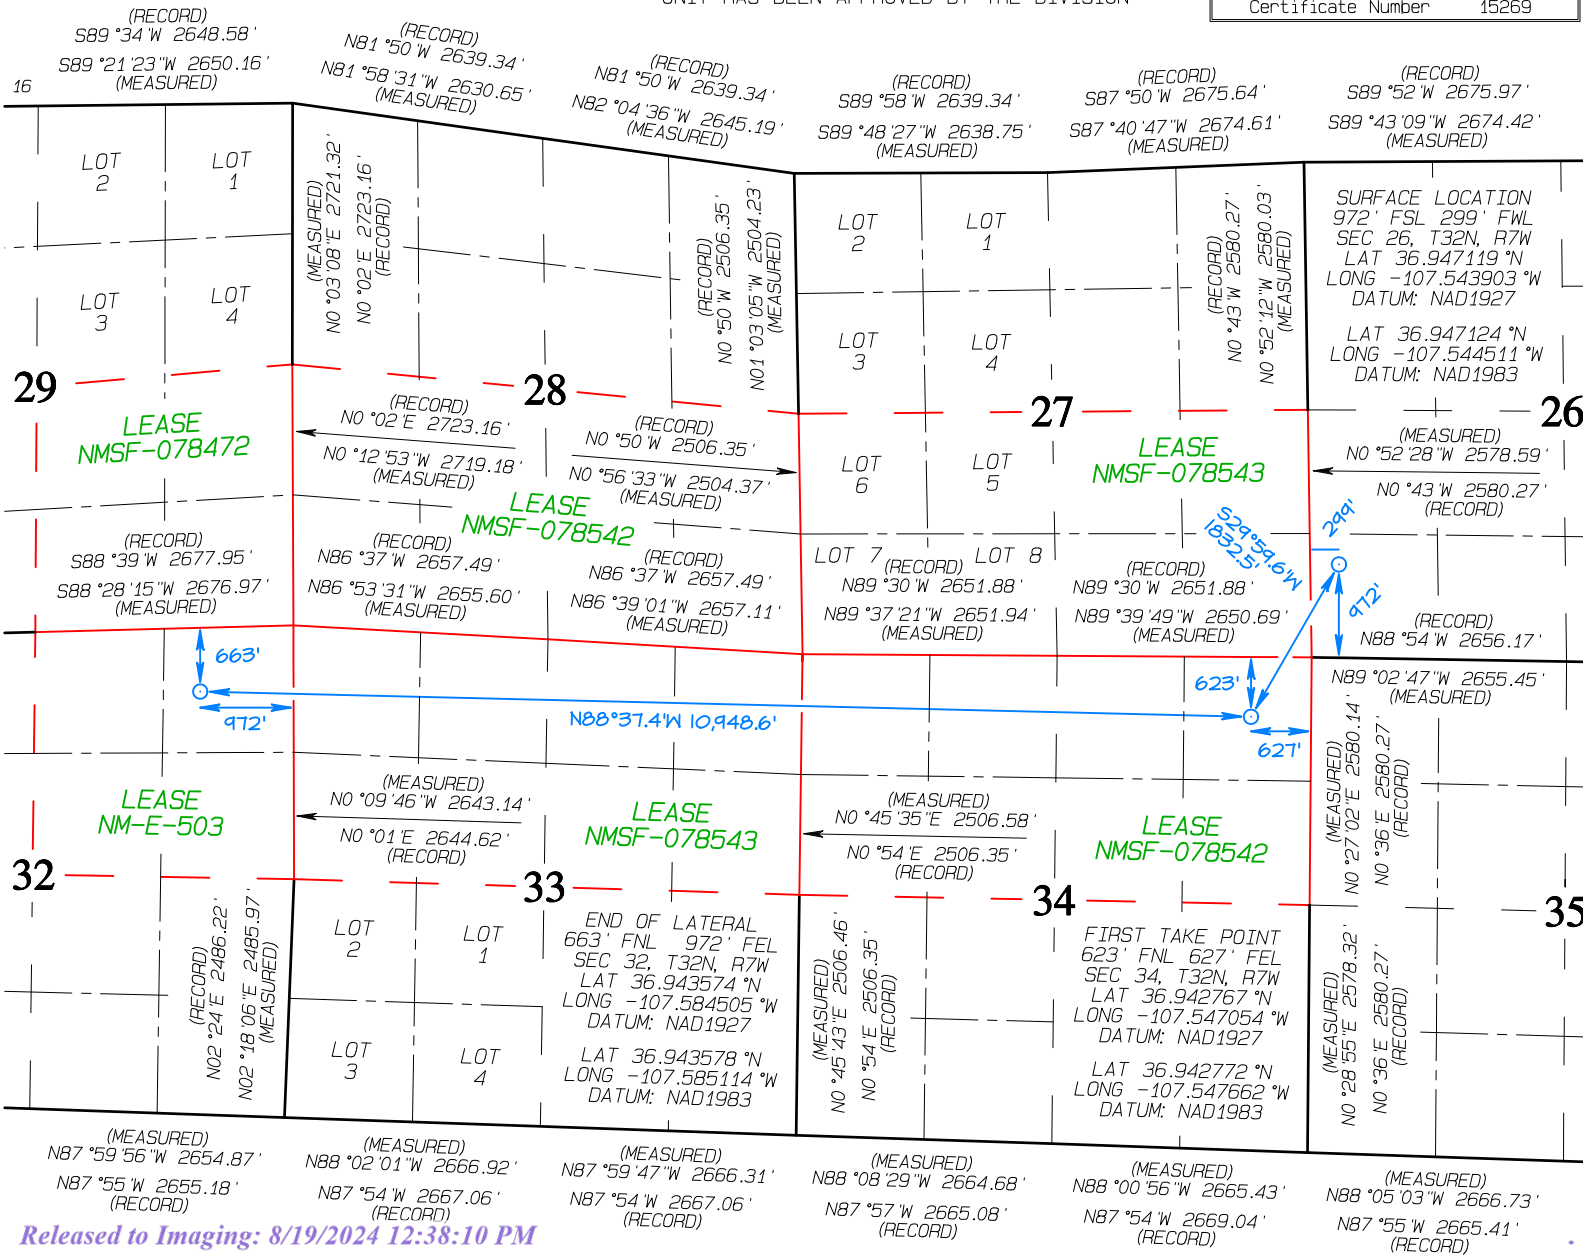 UNIT HAS BEEN APPROVED BY THE DIVISION
Certificate Number 15269
(RECORD)
S89°34'W 2648.58'
S89°21'23"W 2650.16'
(MEASURED)
(RECORD)
N81°50'W 2639.34'
N81°58'31"W 2630.65'
(MEASURED)
(RECORD)
N81°50'W 2639.34'
N82°04'36"W 2645.19'
(MEASURED)
(RECORD)
S89°58'W 2639.34'
S89°48'27"W 2638.75'
(MEASURED)
(RECORD)
S87°50'W 2675.64'
S87°40'47"W 2674.61'
(MEASURED)
(RECORD)
S89°52'W 2675.97'
S89°43'09"W 2674.42'
(MEASURED)
16
LOT
2
LOT
1
LOT
3
LOT
4
(MEASURED)
N0°03'08"E 2721.32'
N0°02'E 2723.16'
(RECORD)
(RECORD)
N0°50'W 2506.35'
N01°03'05"W 2504.23'
(MEASURED)
LOT
2
LOT
1
LOT
3
LOT
4
(RECORD)
N0°43'W 2580.27'
N0°52'12"W 2580.03'
(MEASURED)
SURFACE LOCATION
972' FSL 299' FWL
SEC 26, T32N, R7W
LAT 36.947119°N
LONG -107.543903°W
DATUM: NAD1927
LAT 36.947124°N
LONG -107.544511°W
DATUM: NAD1983
29
28
27
26
LEASE
NMSF-078472
(RECORD)
N0°02'E 2723.16'
N0°12'53"W 2719.18'
(MEASURED)
(RECORD)
N0°50'W 2506.35'
N0°56'33"W 2504.37'
(MEASURED)
LEASE
NMSF-078542
LOT
6
LOT
5
LEASE
NMSF-078543
(MEASURED)
N0°52'28"W 2578.59'
N0°43'W 2580.27'
(RECORD)
(RECORD)
S88°39'W 2677.95'
S88°28'15"W 2676.97'
(MEASURED)
(RECORD)
N86°37'W 2657.49'
N86°53'31"W 2655.60'
(MEASURED)
(RECORD)
N86°37'W 2657.49'
N86°39'01"W 2657.11'
(MEASURED)
LOT 7
LOT 8
(RECORD)
N89°30'W 2651.88'
N89°37'21"W 2651.94'
(MEASURED)
(RECORD)
N89°30'W 2651.88'
N89°39'49"W 2650.69'
(MEASURED)
S29°59.6'W
1832.5'
299'
972'
(RECORD)
N88°54'W 2656.17'
N89°02'47"W 2655.45'
(MEASURED)
663'
972'
N88°37.4'W 10,948.6'
623'
627'
LEASE
NM-E-503
(MEASURED)
N0°09'46"W 2643.14'
N0°01'E 2644.62'
(RECORD)
LEASE
NMSF-078543
(MEASURED)
N0°45'35"E 2506.58'
N0°54'E 2506.35'
(RECORD)
LEASE
NMSF-078542
(MEASURED)
N0°27'02"E 2580.14'
N0°36'E 2580.27'
(RECORD)
32
33
34
35
(RECORD)
N02°24'E 2486.22'
N02°18'06"E 2485.97'
(MEASURED)
LOT
2
LOT
1
LOT
3
LOT
4
END OF LATERAL
663' FNL 972' FEL
SEC 32, T32N, R7W
LAT 36.943574°N
LONG -107.584505°W
DATUM: NAD1927
LAT 36.943578°N
LONG -107.585114°W
DATUM: NAD1983
(MEASURED)
N0°45'43"E 2506.46'
N0°54'E 2506.35'
(RECORD)
FIRST TAKE POINT
623' FNL 627' FEL
SEC 34, T32N, R7W
LAT 36.942767°N
LONG -107.547054°W
DATUM: NAD1927
LAT 36.942772°N
LONG -107.547662°W
DATUM: NAD1983
(MEASURED)
N0°28'55"E 2578.32'
N0°36'E 2580.27'
(RECORD)
(MEASURED)
N87°59'56"W 2654.87'
N87°55'W 2655.18'
(RECORD)
(MEASURED)
N88°02'01"W 2666.92'
N87°54'W 2667.06'
(RECORD)
(MEASURED)
N87°59'47"W 2666.31'
N87°54'W 2667.06'
(RECORD)
(MEASURED)
N88°08'29"W 2664.68'
N87°57'W 2665.08'
(RECORD)
(MEASURED)
N88°00'56"W 2665.43'
N87°54'W 2669.04'
(RECORD)
(MEASURED)
N88°05'03"W 2666.73'
N87°55'W 2665.41'
(RECORD)
Released to Imaging: 8/19/2024 12:38:10 PM